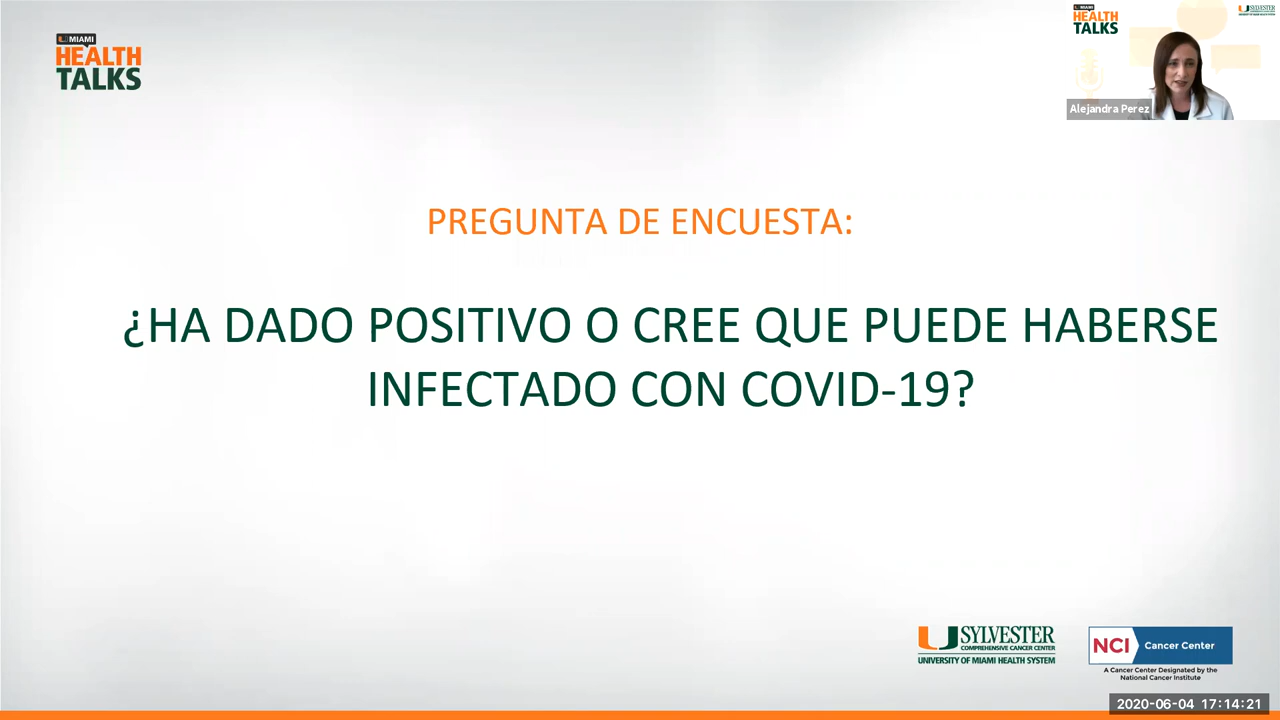 U MIAMI
HEALTH
TALKS
HEALTH
TALKS
SYLVESTER
Alejandra Perez
PREGUNTA DE ENCUESTA:
¿HA DADO POSITIVO O CREE QUE PUEDE HABERSE
INFECTADO CON COVID-19?
SYLVESTER
COMPREHENSIVE CANCER CENTER
UNIVERSITY OF MIAMI HEALTH SYSTEM
NCI Cancer Center
A Cancer Center Designated by the
National Cancer Institute
2020-06-04 17:14:21